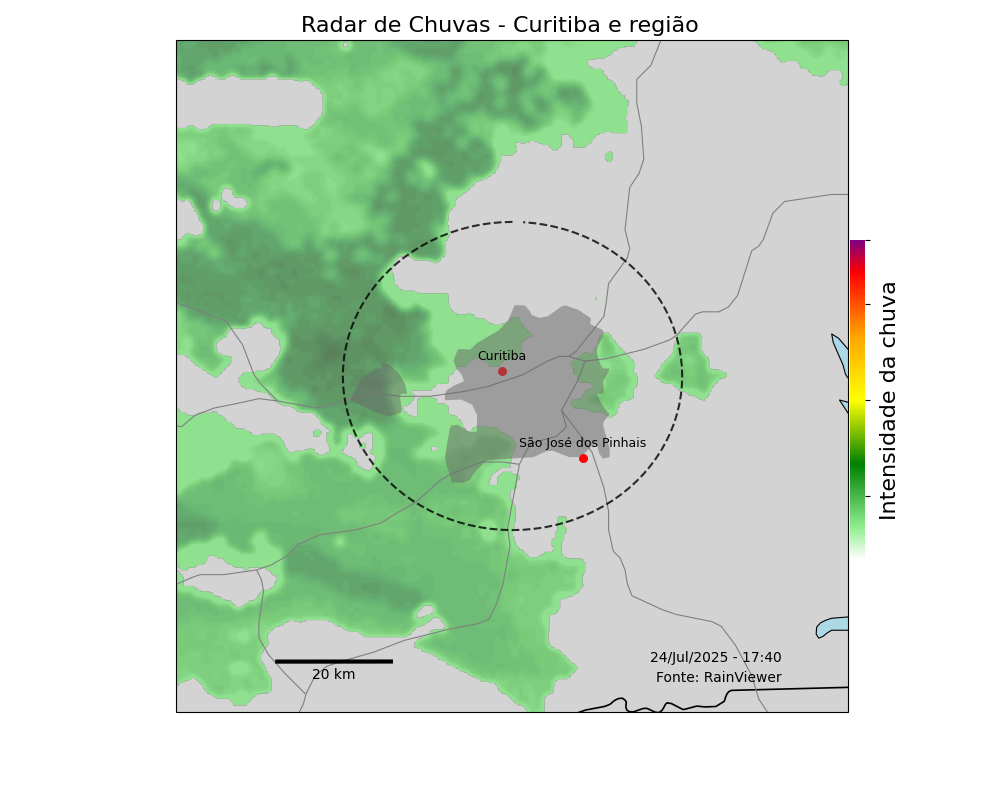 Radar de Chuvas - Curitiba e região
Curitiba
São José dos Pinhais
Intensidade da chuva
20 km
24/Jul/2025 - 17:40
Fonte: RainViewer